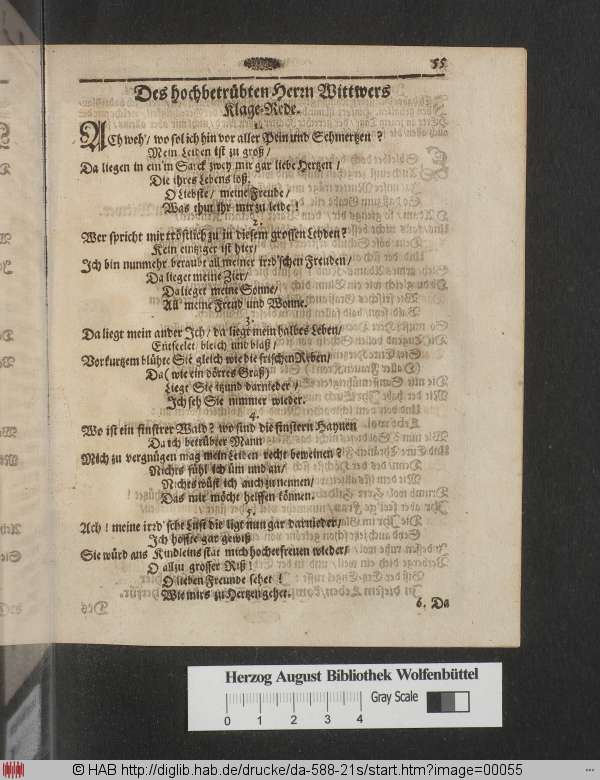 55
Des hochbetrübten Herrn Wittwers
Klage-Rede.
1.
ACh weh / wo sol ich hin vor aller Pein und Schmertzen ?
Mein Leiden ist zu groß /
Da liegen in ein'm Sarck zwey mir gar liebe Hertzen /
Die ihres Lebens loß.
O Liebste / meine Freude /
Was thut ihr mir zu leide !
2.
Wer spricht mir tröstlich zu in diesem grossen Leyden ?
Kein eintziger ist hier /
Ich bin nunmehr beraubt all meiner irrd'schen Freuden /
Da lieget meine Zier /
Da lieget meine Sonne /
All' meine Freud und Wonne.
3.
Da liegt mein ander Ich / da liegt mein halbes Leben /
Entseelet / bleich und blaß /
Vor kurtzem blühte Sie gleich wie die frischen Reben /
Da ( wie ein dörres Graß )
Liegt Sie itzund darnieder /
Ich seh Sie nimmer wieder.
4.
Wo ist ein finstrer Wald ? wo sind die finstern Haynen
Da ich betrübter Mann
Mich zu vergnügen mag mein Leiden recht beweinen ?
Nichts fühl ich üm und an /
Nichts wüst ich auch zu nennen /
Das mir möcht heissen können.
5.
Ach ! meine irrd'sche Lust die ligt nun gar darnieder /
Ich hoffte gar gewiß
Sie würd ans Kindleins stat mich hocherfreuen wieder /
O allzu grosser Riß !
O lieben Freunde sehet !
Wie mirs zu Hertzen gehet.
6. Da
Herzog August Bibliothek Wolfenbüttel
Gray Scale
0 1 2 3 4
© HAB http://diglib.hab.de/drucke/da-588-21s/start.htm?image=00055